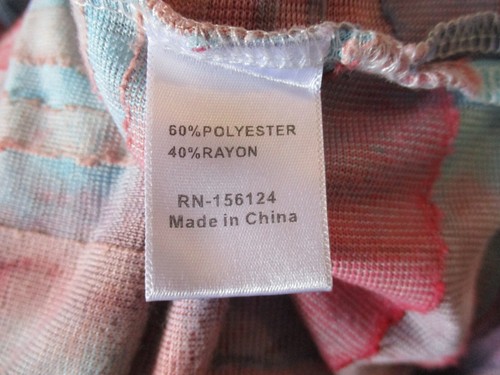 60%POLYESTER
40%RAYON
RN-156124
Made in China